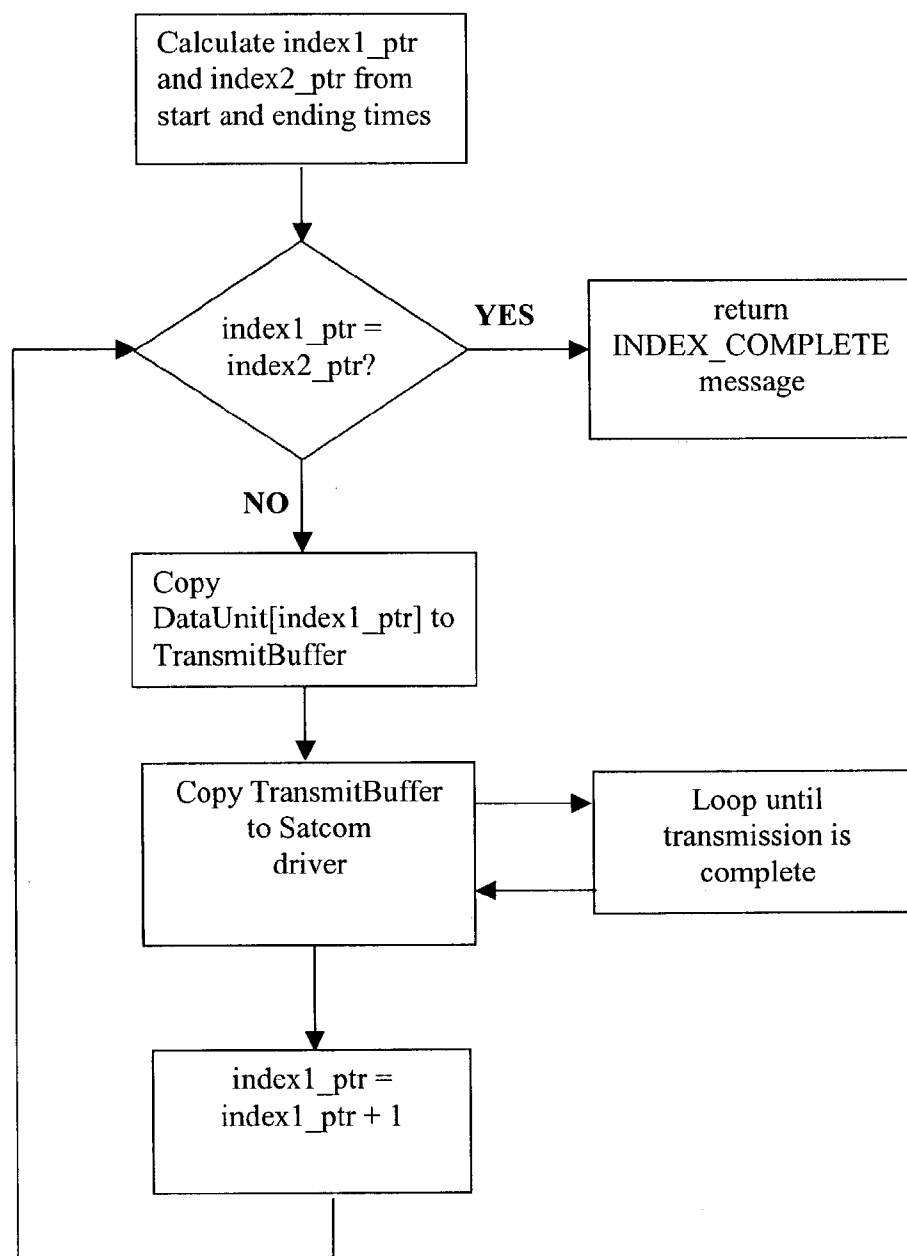 Calculate index1_ptr
and index2_ptr from
start and ending times
index1_ptr =
index2_ptr?
YES
return
INDEX_COMPLETE
message
NO
Copy
DataUnit[index1_ptr] to
TransmitBuffer
Copy TransmitBuffer
to Satcom
driver
Loop until
transmission is
complete
index1_ptr =
index1_ptr + 1